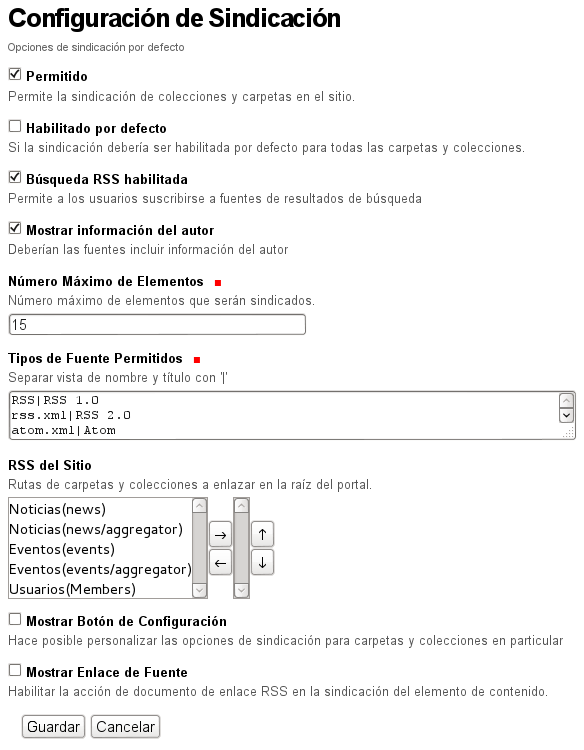 Configuración de Sindicación
Opciones de sindicación por defecto
Permitido
Permite la sindicación de colecciones y carpetas en el sitio.
Habilitado por defecto
Si la sindicación debería ser habilitada por defecto para todas las carpetas y colecciones.
Búsqueda RSS habilitada
Permite a los usuarios suscribirse a fuentes de resultados de búsqueda
Mostrar información del autor
Deberían las fuentes incluir información del autor
Número Máximo de Elementos
Número máximo de elementos que serán sindicados.
15
Tipos de Fuente Permitidos
Separar vista de nombre y título con '|'
RSS|RSS 1.0
rss.xml|RSS 2.0
atom.xml|Atom
RSS del Sitio
Rutas de carpetas y colecciones a enlazar en la raíz del portal.
Noticias(news)
Noticias(news/aggregator)
Eventos(events)
Eventos(events/aggregator)
Usuarios(Members)
→ ↑
← ↓
Mostrar Botón de Configuración
Hace posible personalizar las opciones de sindicación para carpetas y colecciones en particular
Mostrar Enlace de Fuente
Habilitar la acción de documento de enlace RSS en la sindicación del elemento de contenido.
Guardar Cancelar